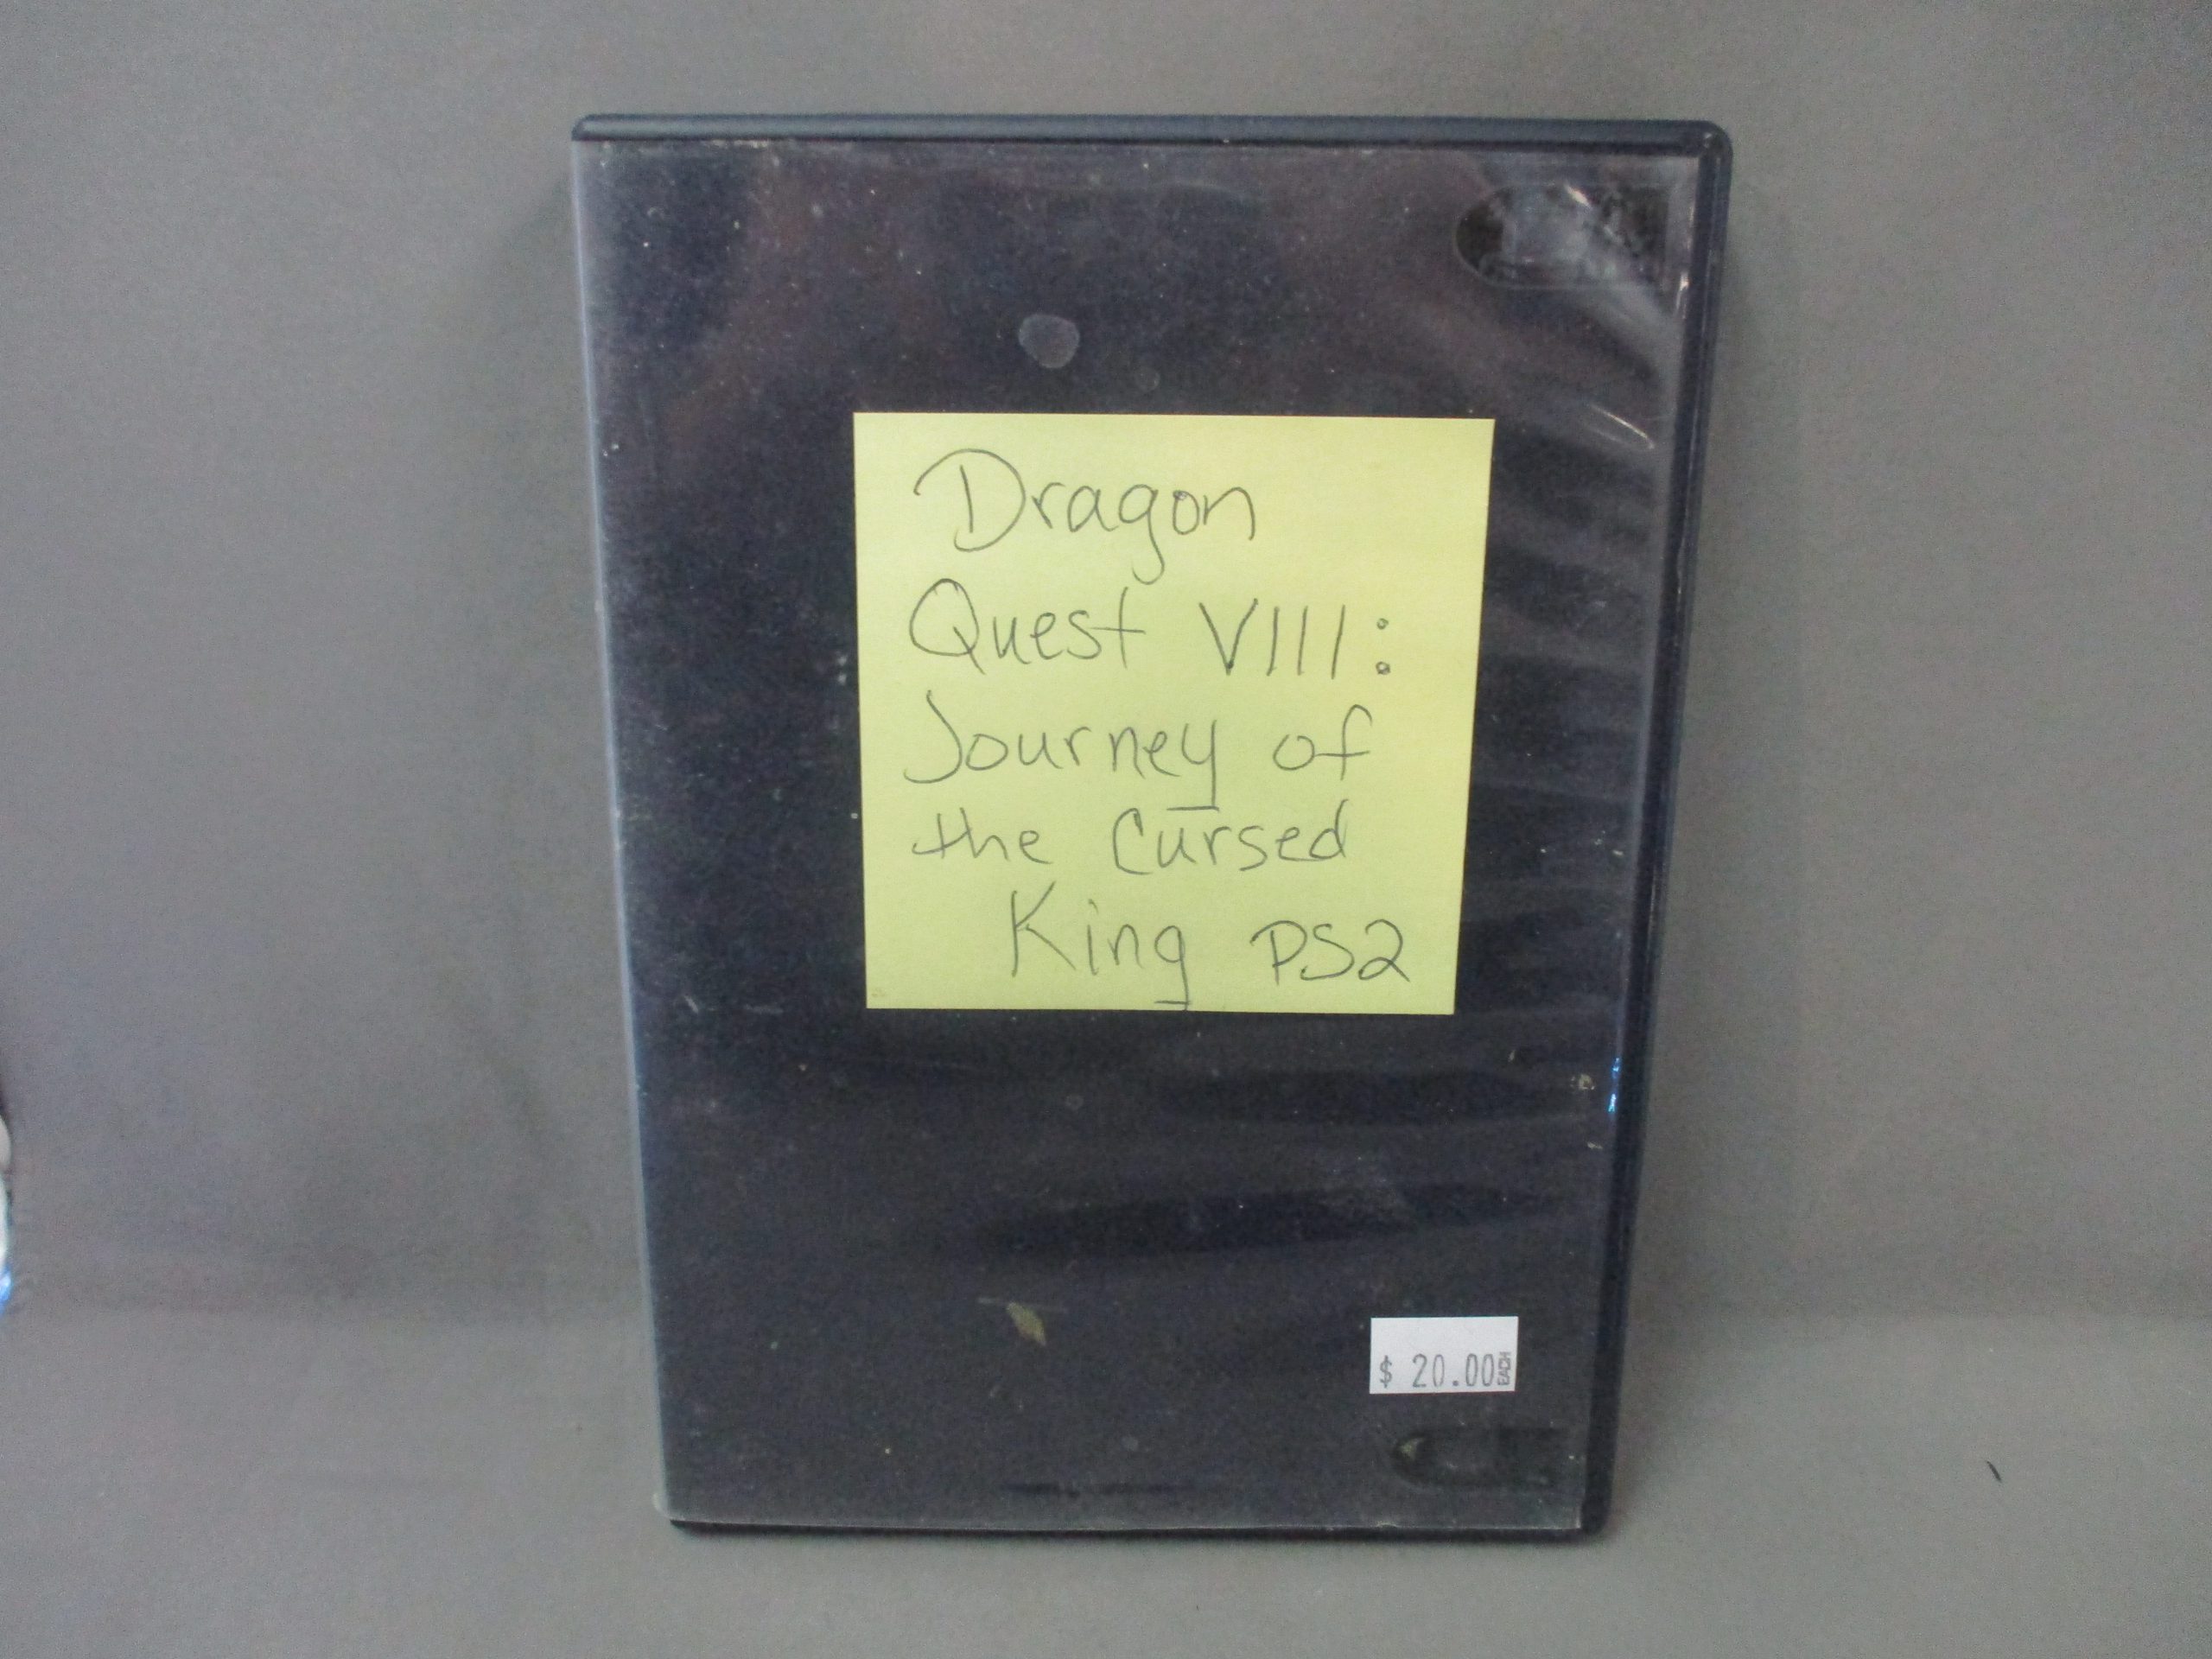 Dragon
Quest VIII:
Journey of
the Cursed
King PS2
$ 20.00 EACH